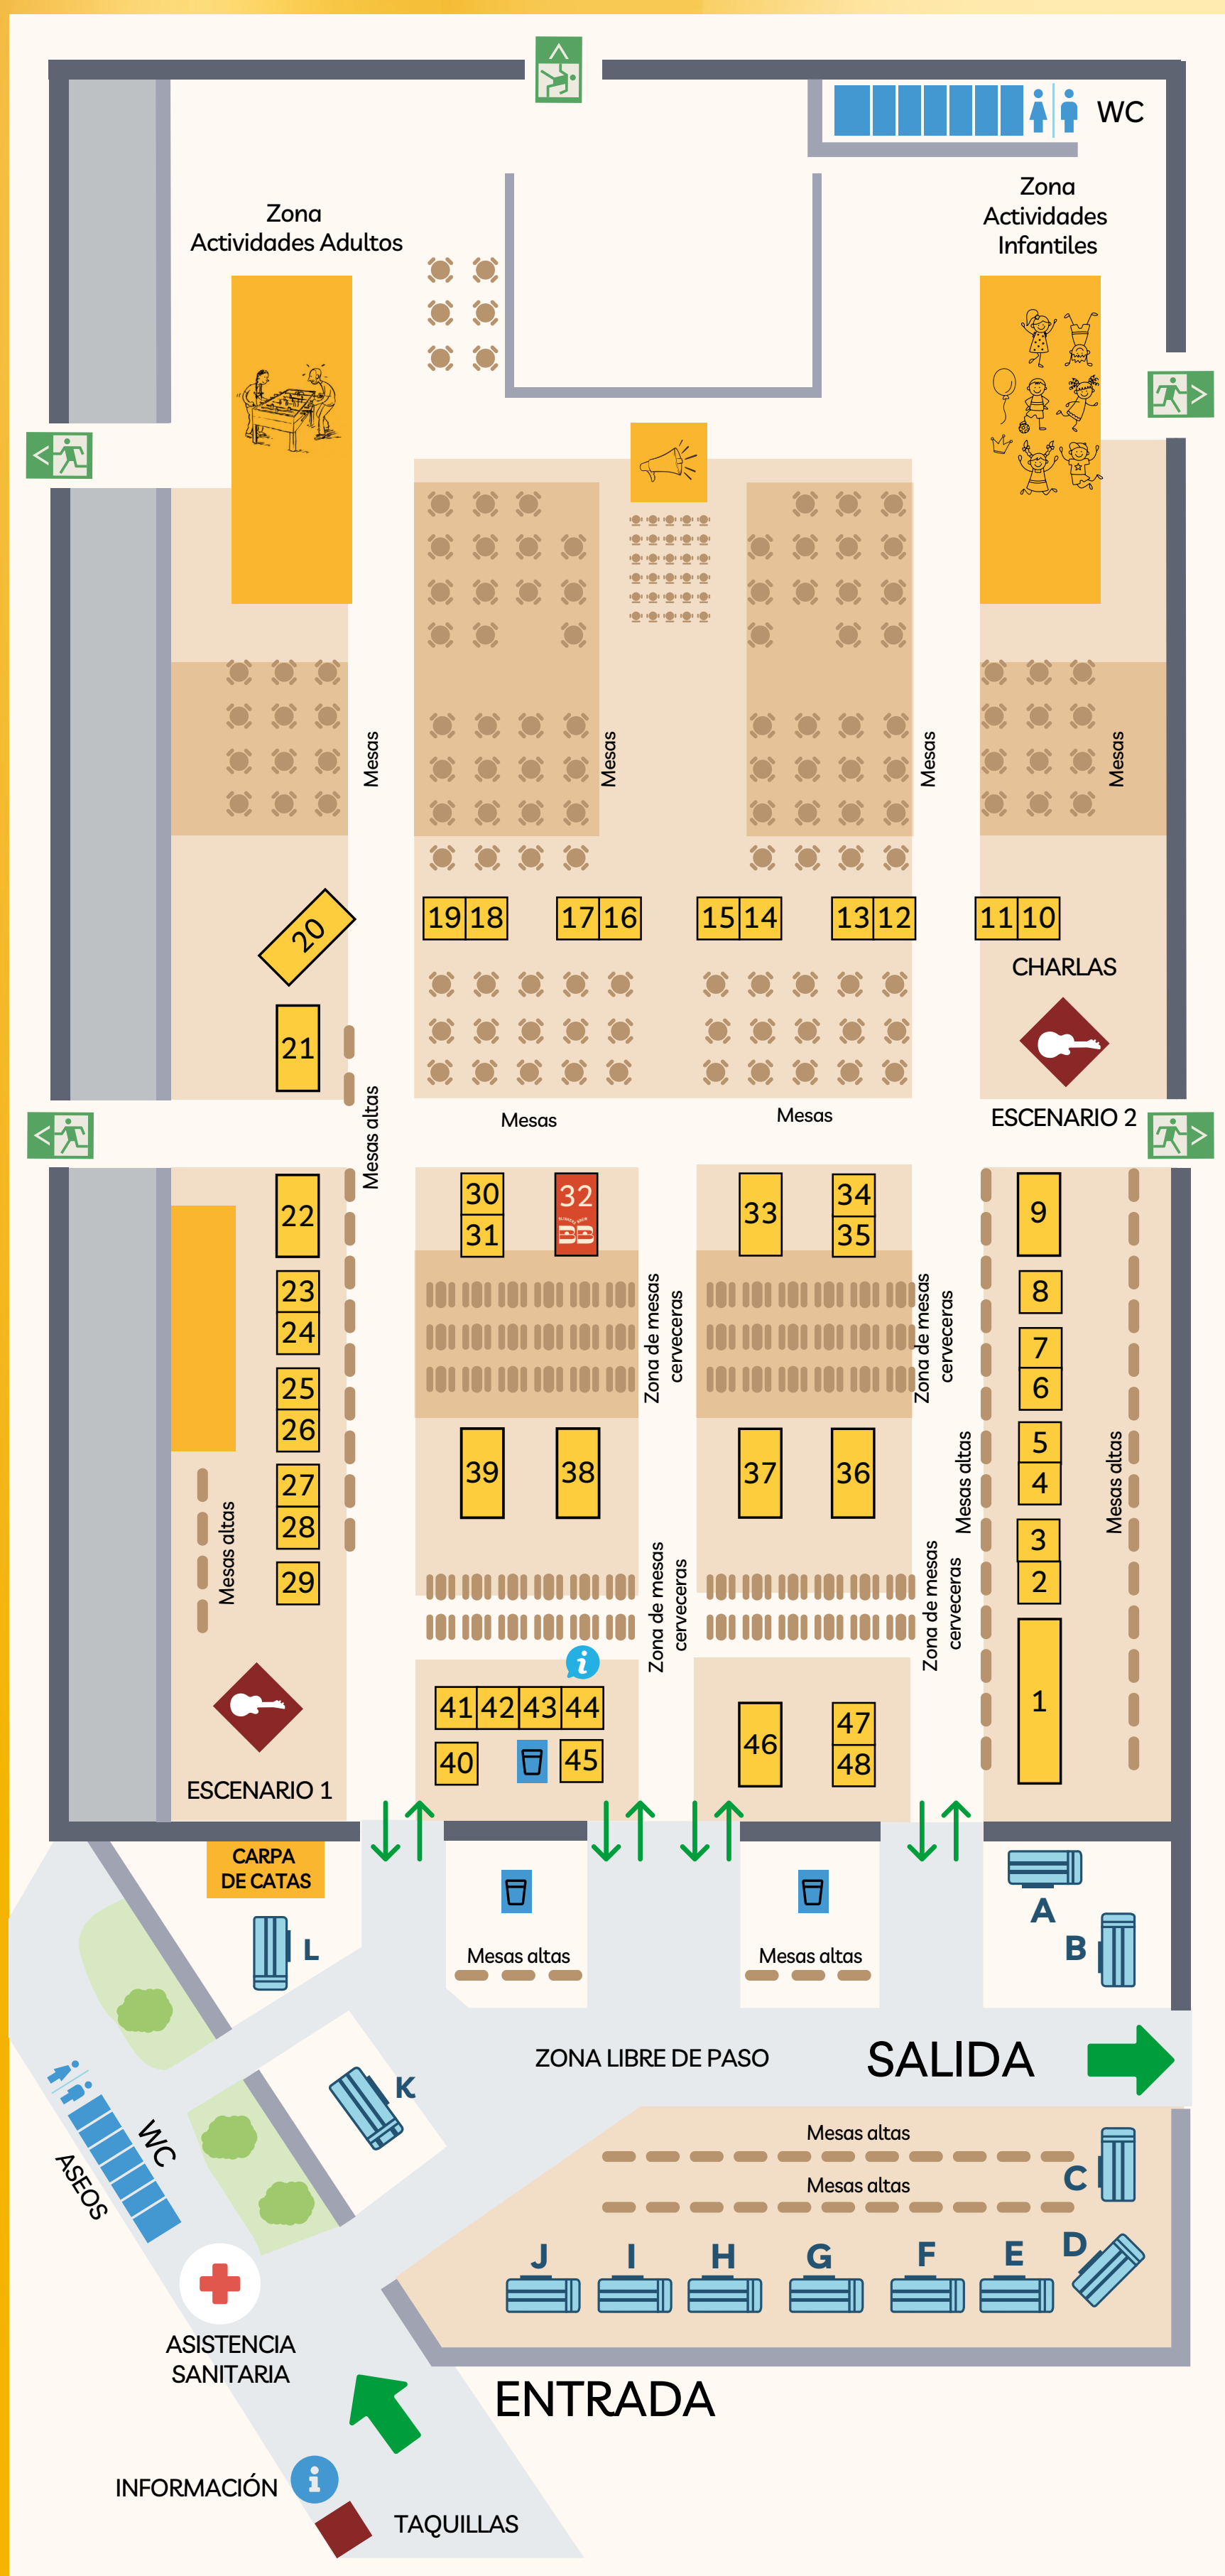 WC
Zona
Actividades Adultos
Zona
Actividades
Infantiles
Mesas
Mesas
Mesas
Mesas
20
19 18
17 16
15 14
13 12
11 10
CHARLAS
21
Mesas altas
Mesas
Mesas
ESCENARIO 2
22
30
31
32
BB
33
34
35
9
23
24
8
Zona de mesas
cerveceras
Zona de mesas
cerveceras
7
6
25
26
39
38
37
36
5
4
Mesas altas
Mesas altas
27
28
Mesas altas
3
2
29
Zona de mesas
cerveceras
Zona de mesas
cerveceras
i
41 42 43 44
40
45
46
47
48
1
ESCENARIO 1
CARPA
DE CATAS
A
L
B
Mesas altas
Mesas altas
ZONA LIBRE DE PASO
SALIDA
K
WC
ASEOS
Mesas altas
Mesas altas
C
D
J
I
H
G
F
E
ASISTENCIA
SANITARIA
ENTRADA
INFORMACIÓN
i
TAQUILLAS